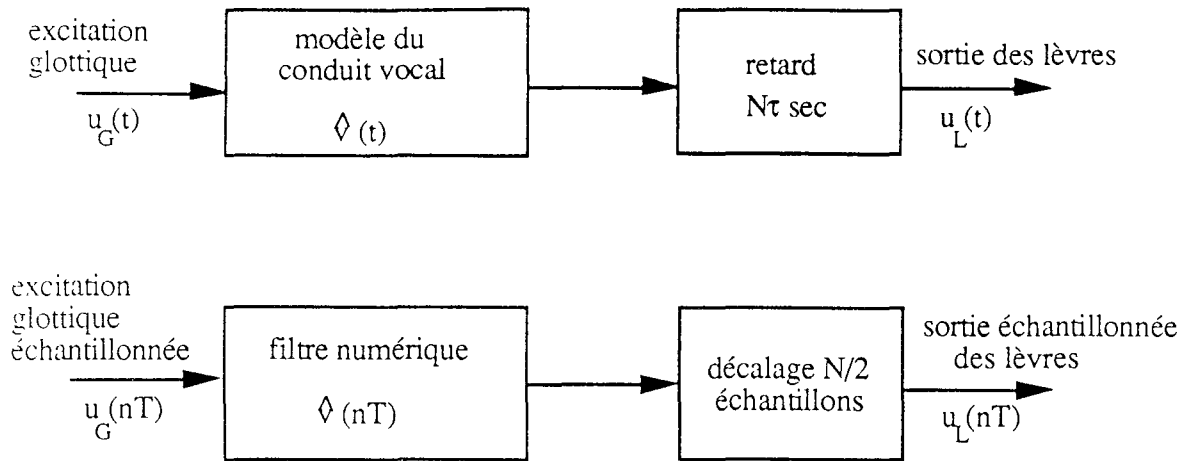 excitation
glottique
u_G(t)
modèle du
conduit vocal
◊ (t)
retard
Nτ sec
sortie des lèvres
u_L(t)
excitation
glottique
échantillonnée
u_G(nT)
filtre numérique
◊ (nT)
décalage N/2
échantillons
sortie échantillonnée
des lèvres
u_L(nT)